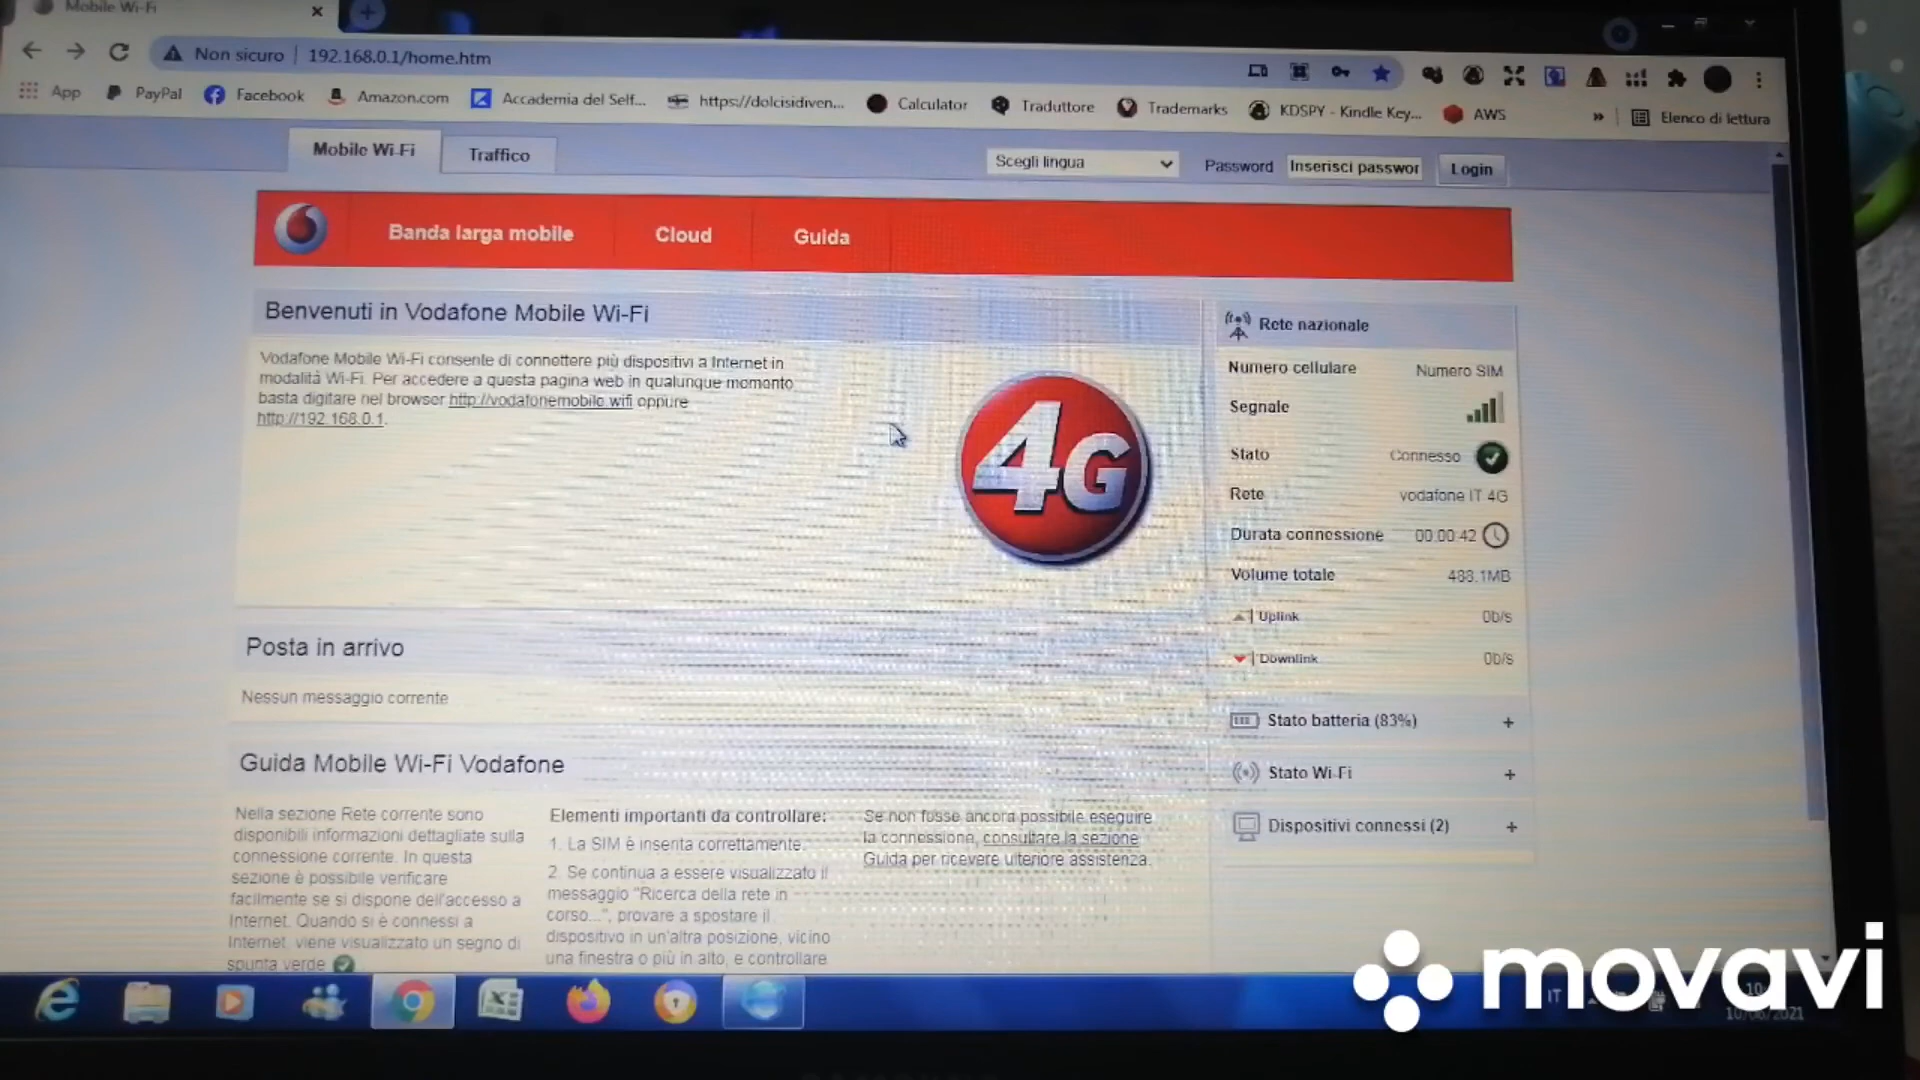 Mobile Wi-Fi
Non sicuro | 192.168.0.1/home.htm
App PayPal Facebook Amazon.com Accademia del Self... https://dolcisidiven... Calculator Traduttore Trademarks KDSPY - Kindle Key... AWS » Elenco di lettura
Mobile Wi-Fi Traffico Scegli lingua Password Inserisci passwor Login
Banda larga mobile Cloud Guida
Benvenuti in Vodafone Mobile Wi-Fi
Vodafone Mobile Wi-Fi consente di connettere più dispositivi a Internet in
modalità Wi-Fi. Per accedere a questa pagina web in qualunque momento
basta digitare nel browser http://vodafonemobile.wifi oppure
http://192.168.0.1.
4G
Rete nazionale
Numero cellulare Numero SIM
Segnale
Stato Connesso
Rete vodafone IT 4G
Durata connessione 00:00:42
Volume totale 488.1MB
Uplink 0b/s
Downlink 0b/s
Stato batteria (83%) +
Stato Wi-Fi +
Dispositivi connessi (2) +
Posta in arrivo
Nessun messaggio corrente
Guida Mobile Wi-Fi Vodafone
Nella sezione Rete corrente sono
disponibili informazioni dettagliate sulla
connessione corrente. In questa
sezione è possibile verificare
facilmente se si dispone dell'accesso a
Internet. Quando si è connessi a
Internet, viene visualizzato un segno di
spunta verde
Elementi importanti da controllare:
1. La SIM è inserita correttamente.
2. Se continua a essere visualizzato il
messaggio "Ricerca della rete in
corso...", provare a spostare il
dispositivo in un'altra posizione, vicino
una finestra o più in alto, e controllare
Se non fosse ancora possibile eseguire
la connessione, consultare la sezione
Guida per ricevere ulteriore assistenza.
movavi
IT